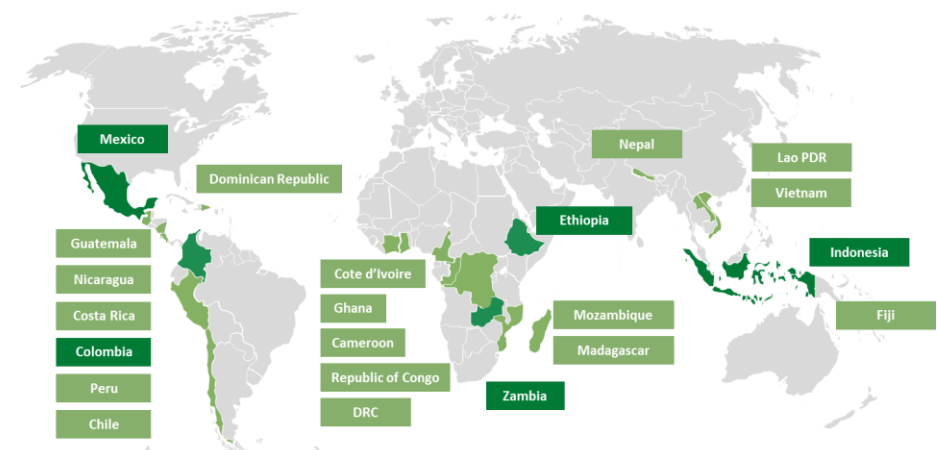 Mexico
Dominican Republic
Guatemala
Nicaragua
Costa Rica
Colombia
Peru
Chile
Cote d'Ivoire
Ghana
Cameroon
Republic of Congo
DRC
Ethiopia
Zambia
Mozambique
Madagascar
Nepal
Lao PDR
Vietnam
Indonesia
Fiji